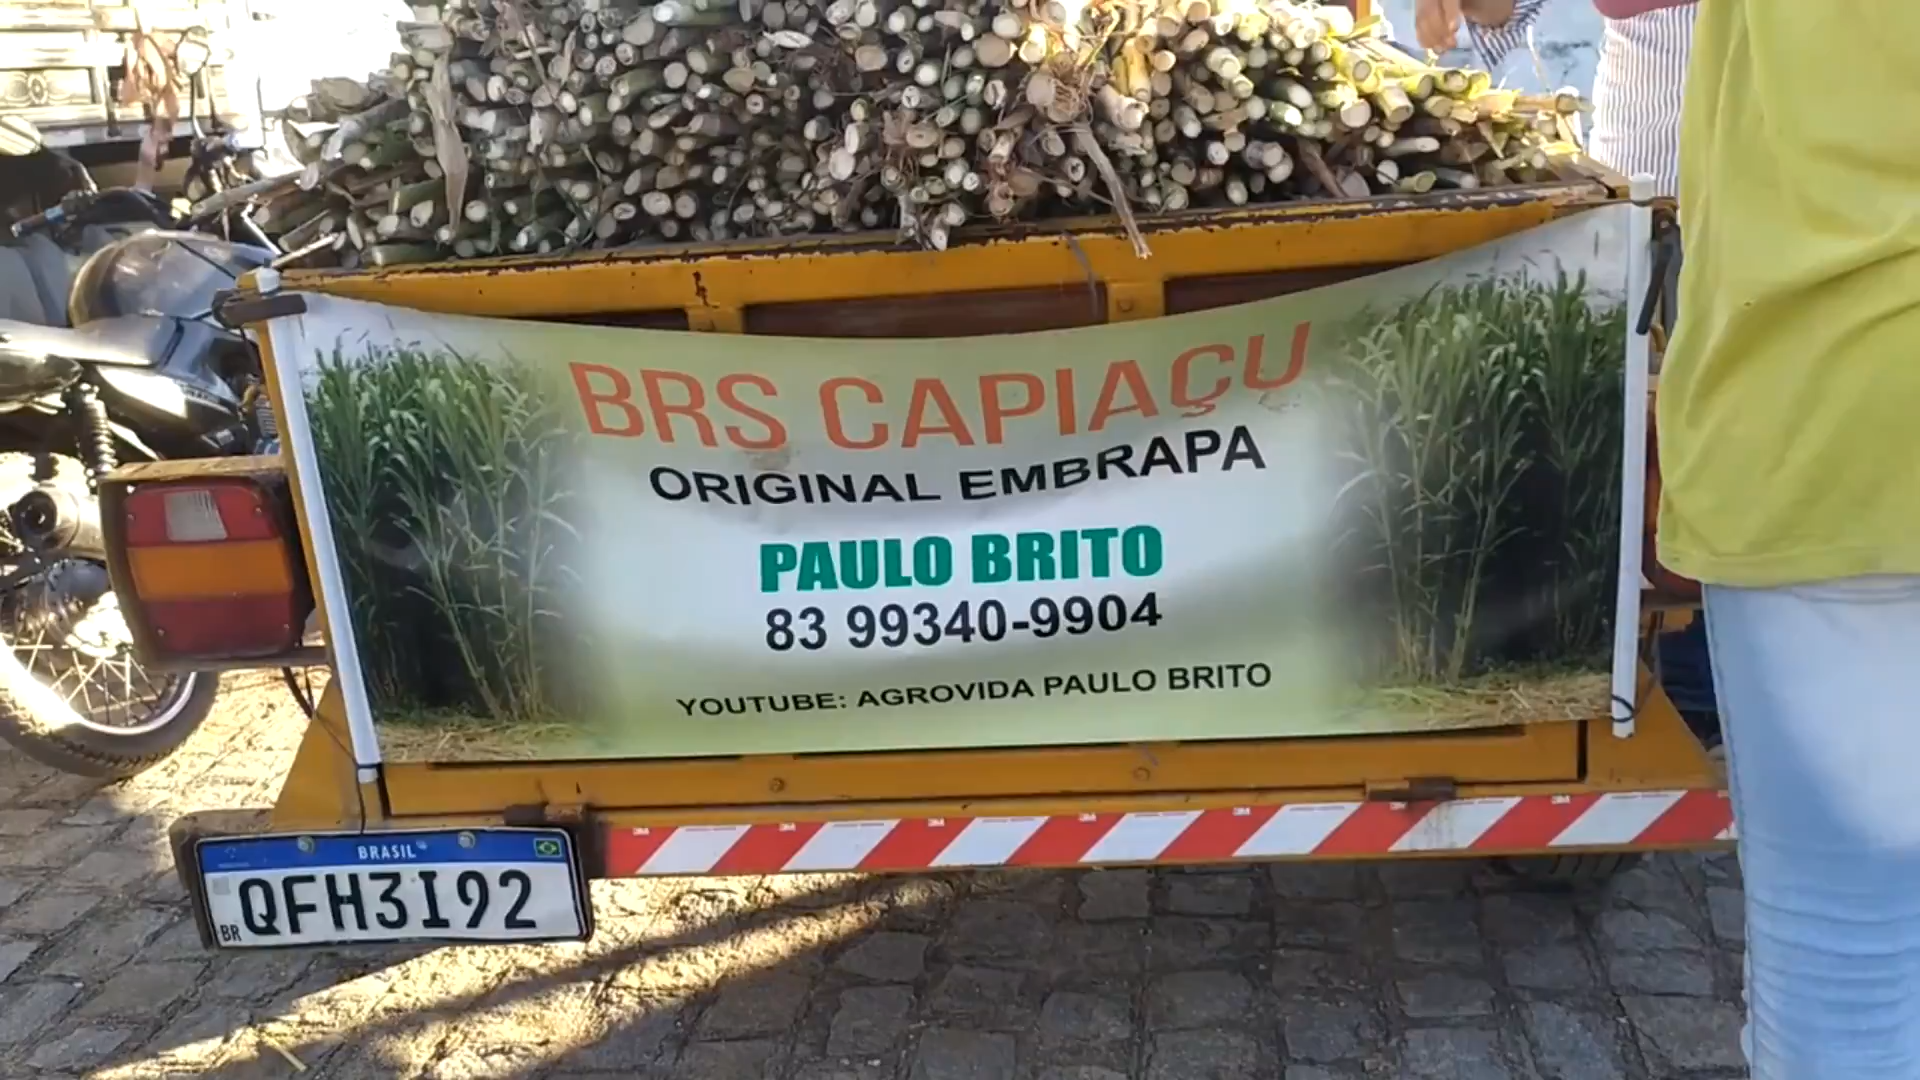 BRS CAPIAÇU
ORIGINAL EMBRAPA
PAULO BRITO
83 99340-9904
YOUTUBE: AGROVIDA PAULO BRITO
BRASIL
QFH3I92
BR